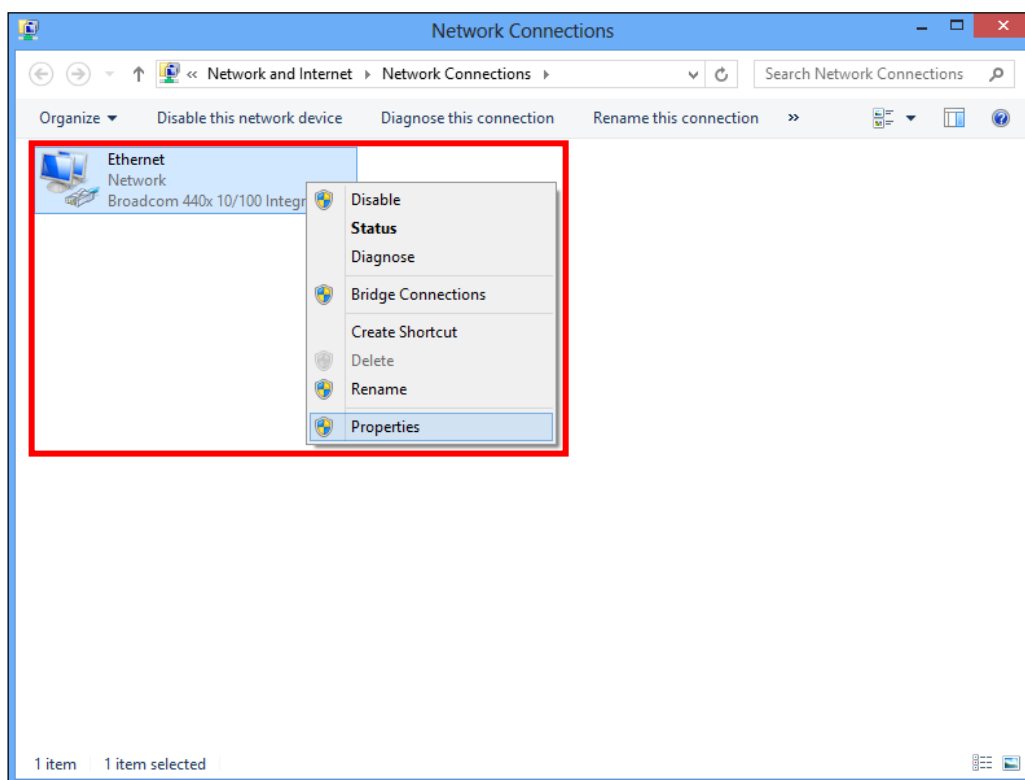 Network Connections
« Network and Internet ▸ Network Connections ▸ Search Network Connections
Organize Disable this network device Diagnose this connection Rename this connection »
Ethernet
Network
Broadcom 440x 10/100 Integr
Disable
Status
Diagnose
Bridge Connections
Create Shortcut
Delete
Rename
Properties
1 item 1 item selected